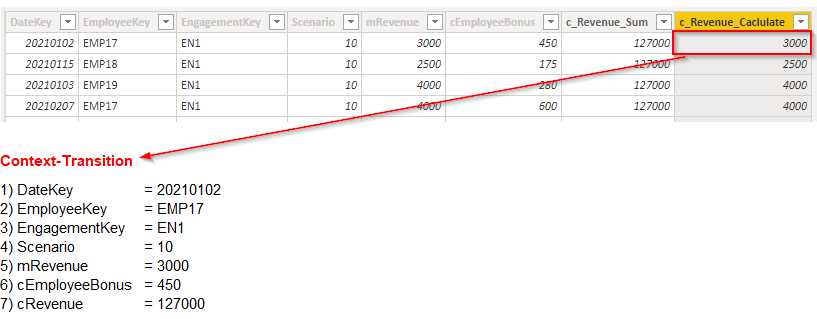 DateKey EmployeeKey EngagementKey Scenario mRevenue cEmployeeBonus c_Revenue_Sum c_Revenue_Caclulate
20210102 EMP17 EN1 10 3000 450 127000 3000
20210115 EMP18 EN1 10 2500 175 127000 2500
20210103 EMP19 EN1 10 4000 280 127000 4000
20210207 EMP17 EN1 10 4000 600 127000 4000
Context-Transition
1) DateKey = 20210102
2) EmployeeKey = EMP17
3) EngagementKey = EN1
4) Scenario = 10
5) mRevenue = 3000
6) cEmployeeBonus = 450
7) cRevenue = 127000